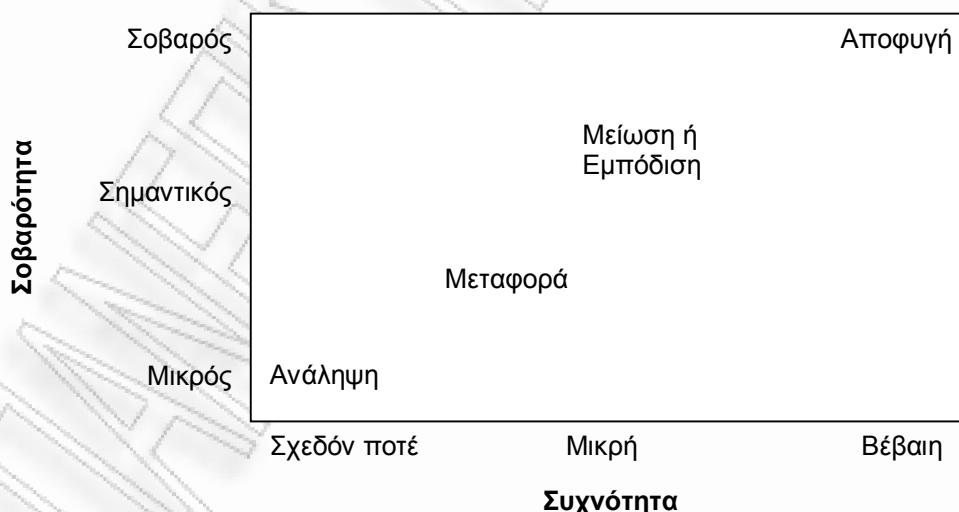 Σοβαρός
Αποφυγή
Μείωση ή
Εμπόδιση
Σοβαρότητα
Σημαντικός
Μεταφορά
Μικρός
Ανάληψη
Σχεδόν ποτέ
Μικρή
Βέβαιη
Συχνότητα